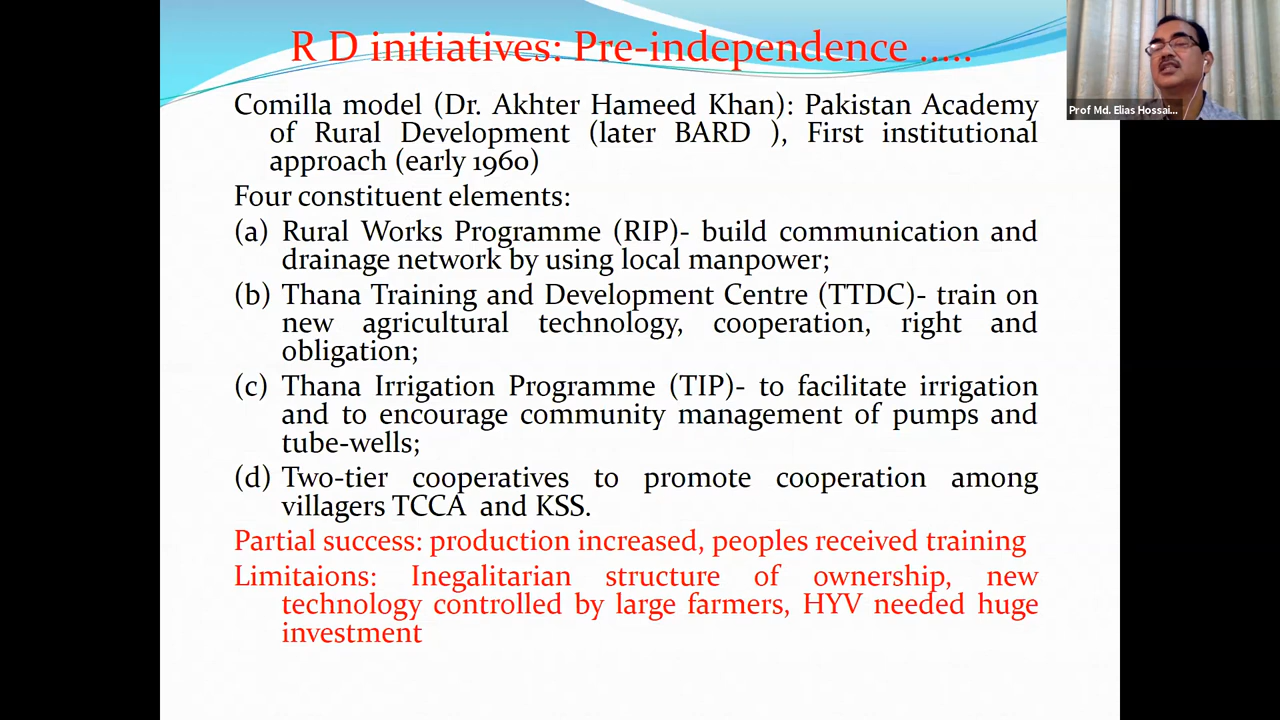 R D initiatives: Pre-independence .....
Prof Md. Elias Hossai...
Comilla model (Dr. Akhter Hameed Khan): Pakistan Academy
of Rural Development (later BARD ), First institutional
approach (early 1960)
Four constituent elements:
(a) Rural Works Programme (RIP)- build communication and
drainage network by using local manpower;
(b) Thana Training and Development Centre (TTDC)- train on
new agricultural technology, cooperation, right and
obligation;
(c) Thana Irrigation Programme (TIP)- to facilitate irrigation
and to encourage community management of pumps and
tube-wells;
(d) Two-tier cooperatives to promote cooperation among
villagers TCCA and KSS.
Partial success: production increased, peoples received training
Limitaions: Inegalitarian structure of ownership, new
technology controlled by large farmers, HYV needed huge
investment